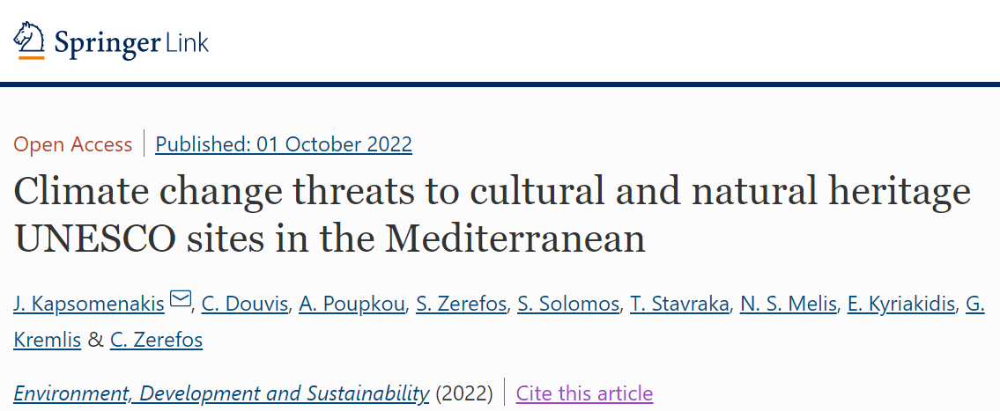 Springer Link
Open Access | Published: 01 October 2022
Climate change threats to cultural and natural heritage
UNESCO sites in the Mediterranean
J. Kapsomenakis, C. Douvis, A. Poupkou, S. Zerefos, S. Solomos, T. Stavraka, N. S. Melis, E. Kyriakidis, G.
Kremlis & C. Zerefos
Environment, Development and Sustainability (2022) | Cite this article